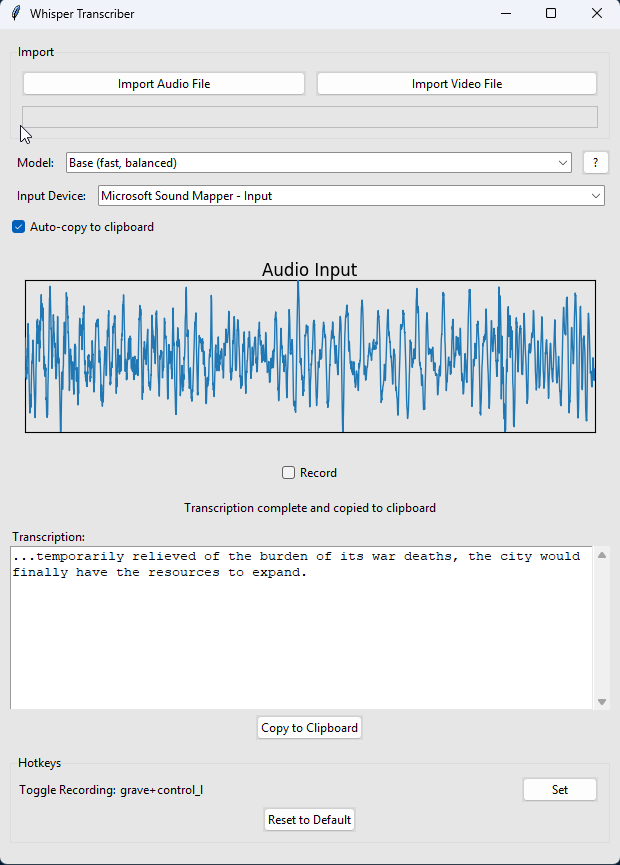 Whisper Transcriber
Import
Import Audio File
Import Video File
Model: Base (fast, balanced) ?
Input Device: Microsoft Sound Mapper - Input
Auto-copy to clipboard
Audio Input
Record
Transcription complete and copied to clipboard
Transcription:
...temporarily relieved of the burden of its war deaths, the city would
finally have the resources to expand.
Copy to Clipboard
Hotkeys
Toggle Recording: grave+control_l
Set
Reset to Default